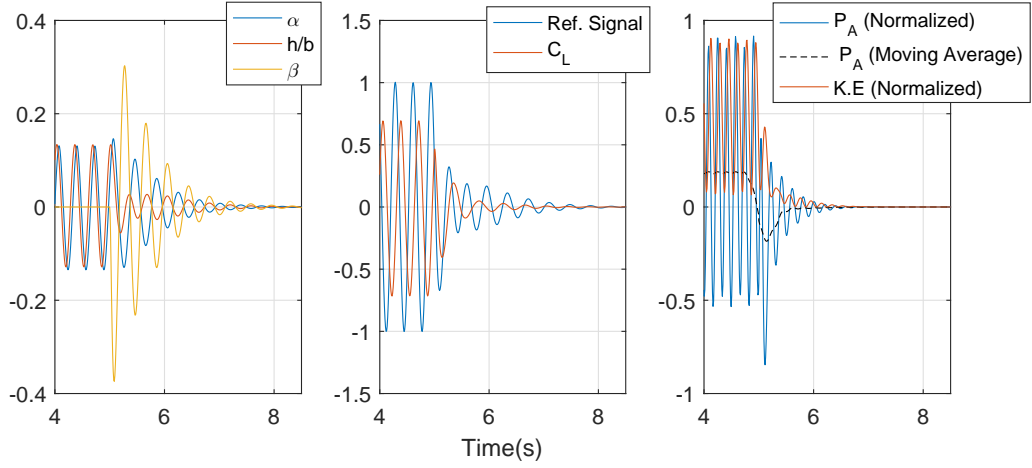 α
h/b
β
0.4
0.2
0
-0.2
-0.4
4
6
8
Ref. Signal
C_L
1.5
1
0.5
0
-0.5
-1
-1.5
4
6
8
Time(s)
P_A (Normalized)
P_A (Moving Average)
K.E (Normalized)
1
0.5
0
-0.5
-1
4
6
8